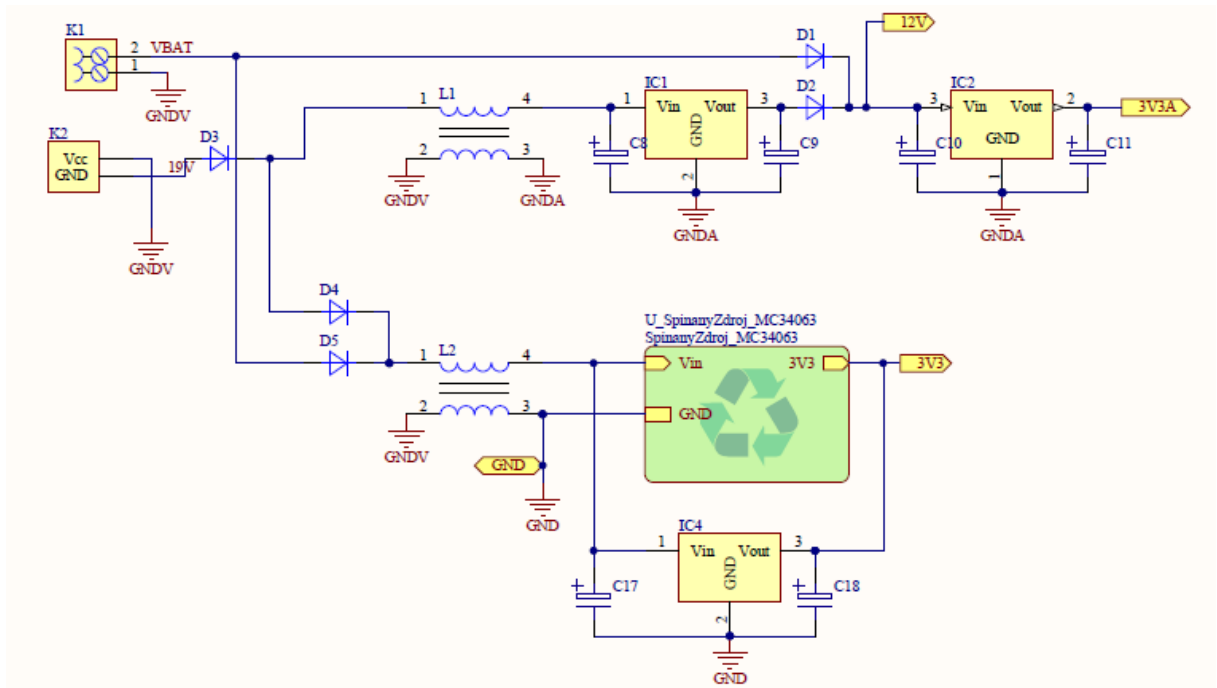 12V
K1
2 VBAT
1
GNDV
D1
D2
L1
1 4
2 3
GNDV
GNDA
C8
IC1
1 Vin Vout 3
GND
2
GNDA
C9
C10
IC2
3 Vin Vout 2
GND
1
GNDA
C11
3V3A
K2
Vcc
GND
19V
D3
GNDV
D4
D5
L2
1 4
2 3
GNDV
GND
GND
U_SpinanyZdroj_MC34063
SpinanyZdroj_MC34063
Vin 3V3
GND
3V3
IC4
1 Vin Vout 3
GND
2
C17
C18
GND